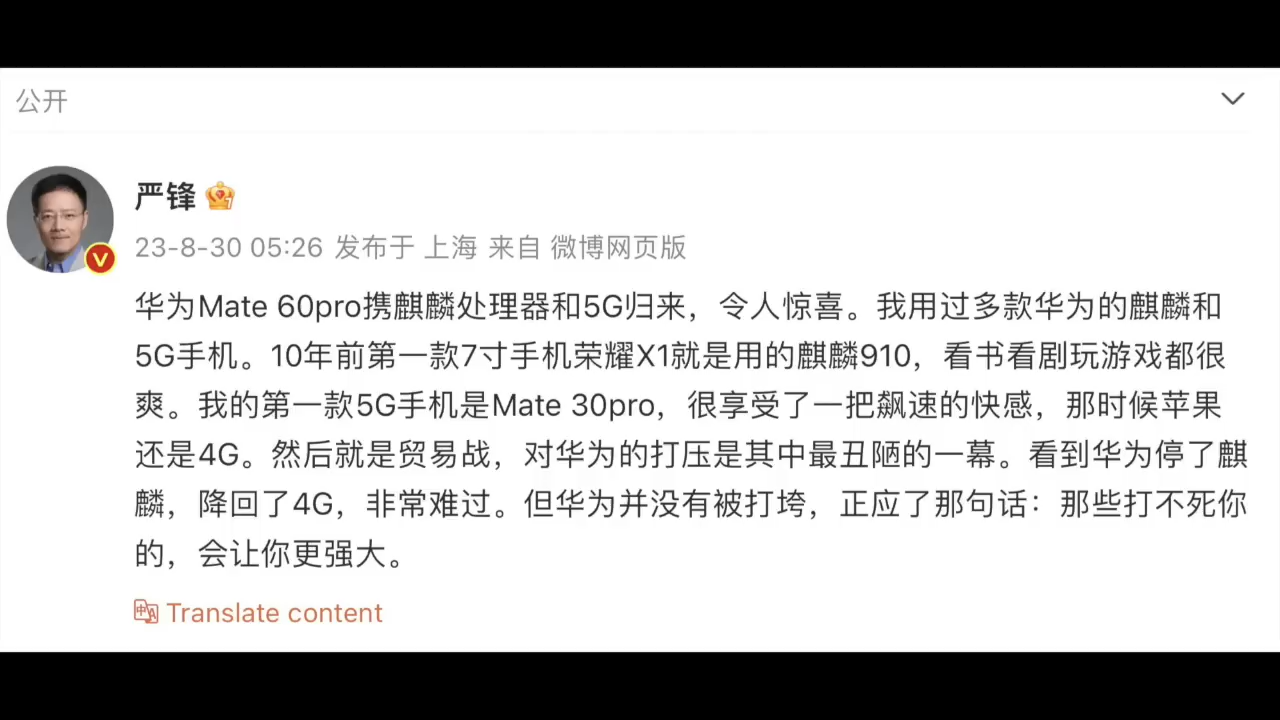 公开
严锋
23-8-30 05:26 发布于 上海 来自 微博网页版
华为Mate 60pro携麒麟处理器和5G归来，令人惊喜。我用过多款华为的麒麟和
5G手机。10年前第一款7寸手机荣耀X1就是用的麒麟910，看书看剧玩游戏都很
爽。我的第一款5G手机是Mate 30pro，很享受了一把飙速的快感，那时候苹果
还是4G。然后就是贸易战，对华为的打压是其中最丑陋的一幕。看到华为停了麒
麟，降回了4G，非常难过。但华为并没有被打垮，正应了那句话：那些打不死你
的，会让你更强大。
Translate content